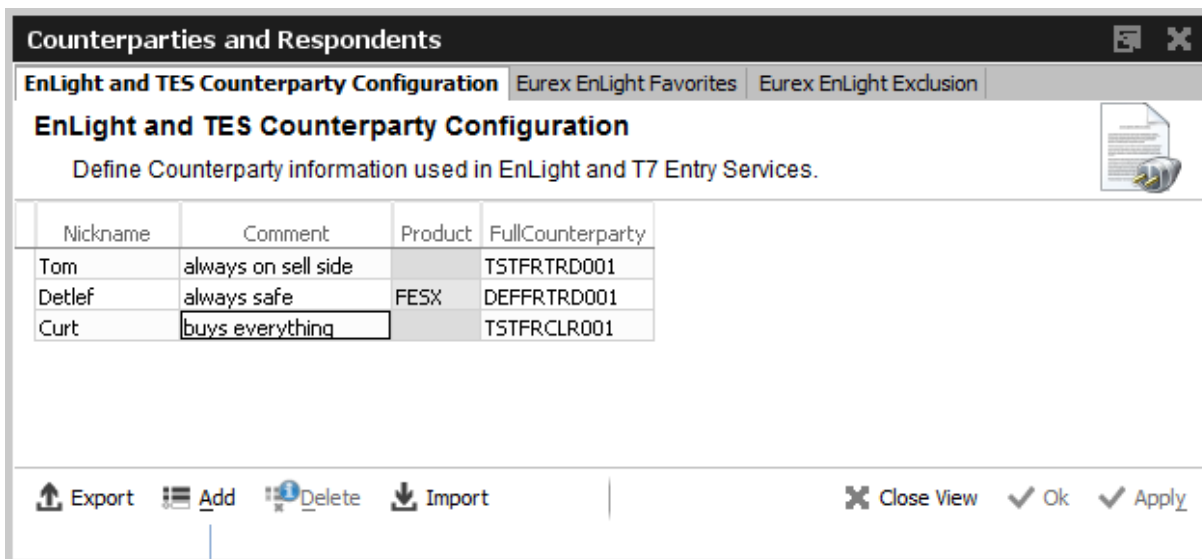 Counterparties and Respondents
EnLight and TES Counterparty Configuration Eurex EnLight Favorites Eurex EnLight Exclusion
EnLight and TES Counterparty Configuration
Define Counterparty information used in EnLight and T7 Entry Services.
Nickname Comment Product FullCounterparty
Tom always on sell side TSTFRTRD001
Detlef always safe FESX DEFFRTRD001
Curt buys everything TSTFRCLR001
Export Add Delete Import Close View Ok Apply